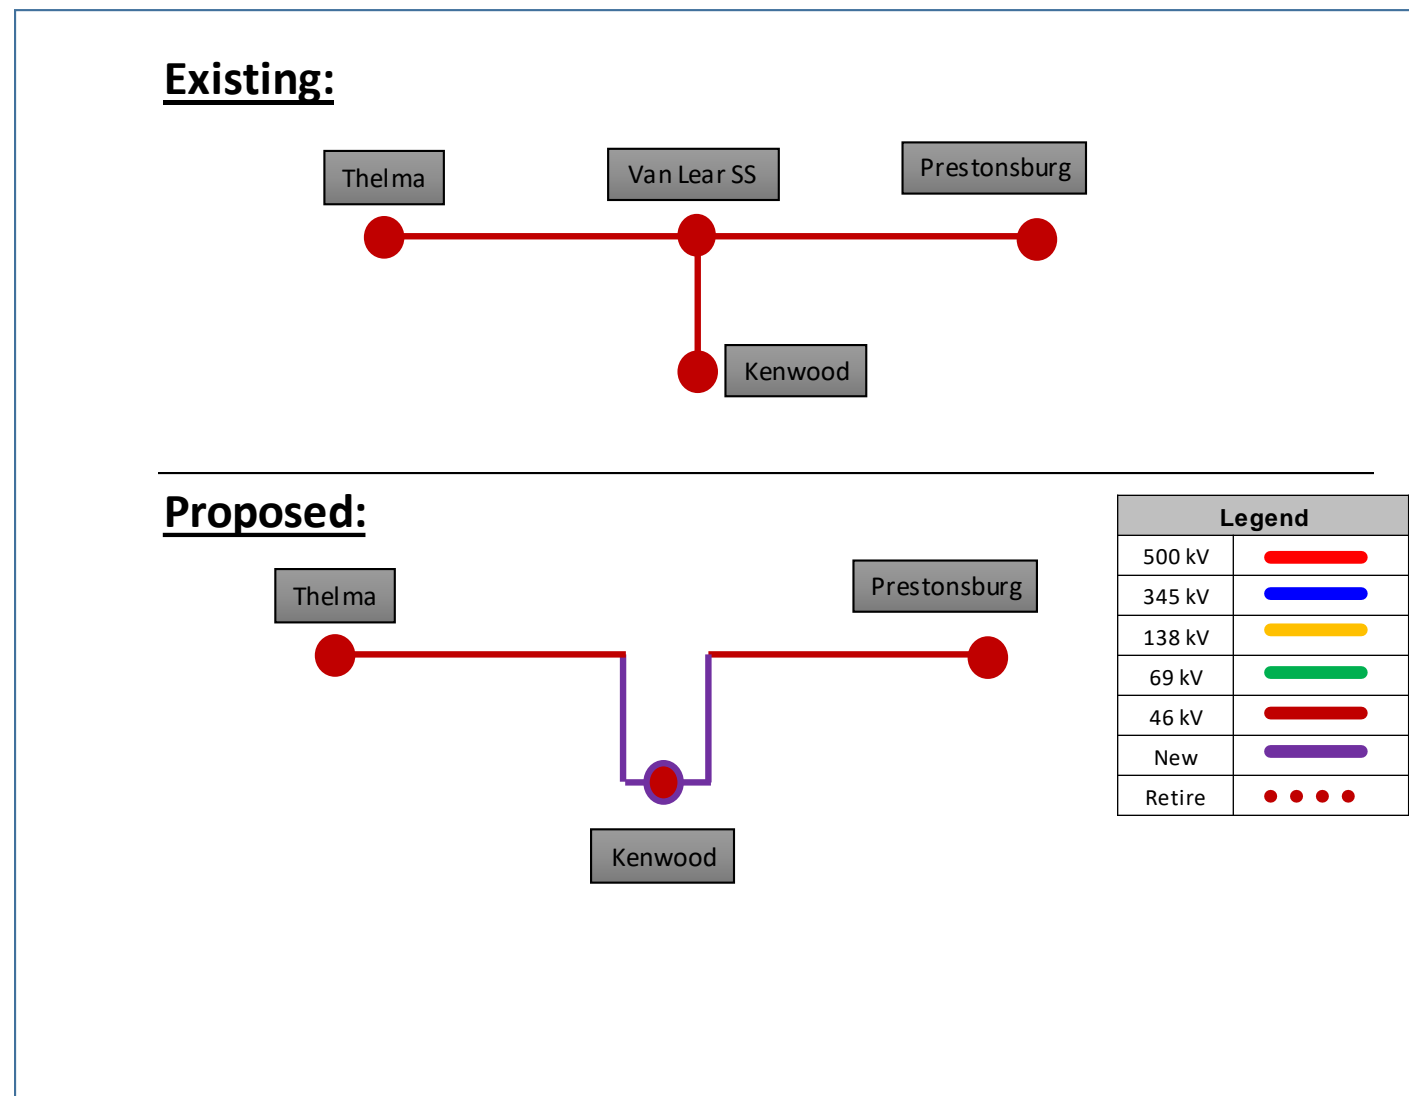 Existing:
Thelma
Van Lear SS
Prestonsburg
Kenwood
Proposed:
Thelma
Prestonsburg
Kenwood
Legend
500 kV
345 kV
138 kV
69 kV
46 kV
New
Retire